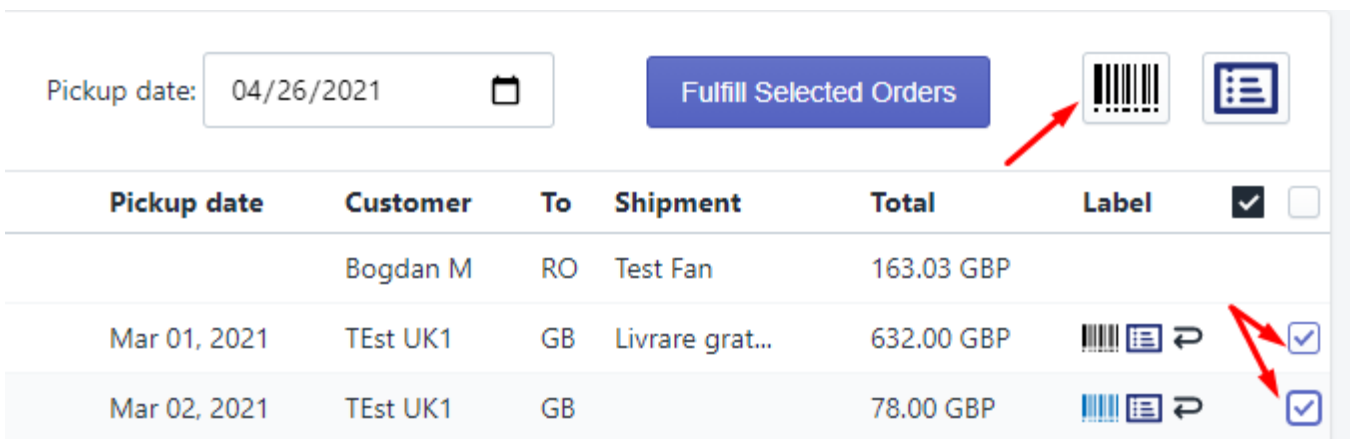 Pickup date: 04/26/2021 Fulfill Selected Orders
Pickup date Customer To Shipment Total Label
Bogdan M RO Test Fan 163.03 GBP
Mar 01, 2021 TEst UK1 GB Livrare grat... 632.00 GBP
Mar 02, 2021 TEst UK1 GB 78.00 GBP